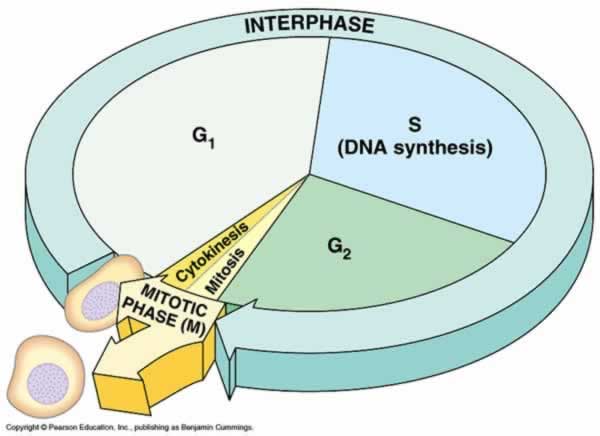 INTERPHASE
G₁
S
(DNA synthesis)
G₂
Cytokinesis
Mitosis
MITOTIC
PHASE (M)
Copyright © Pearson Education, Inc., publishing as Benjamin Cummings.